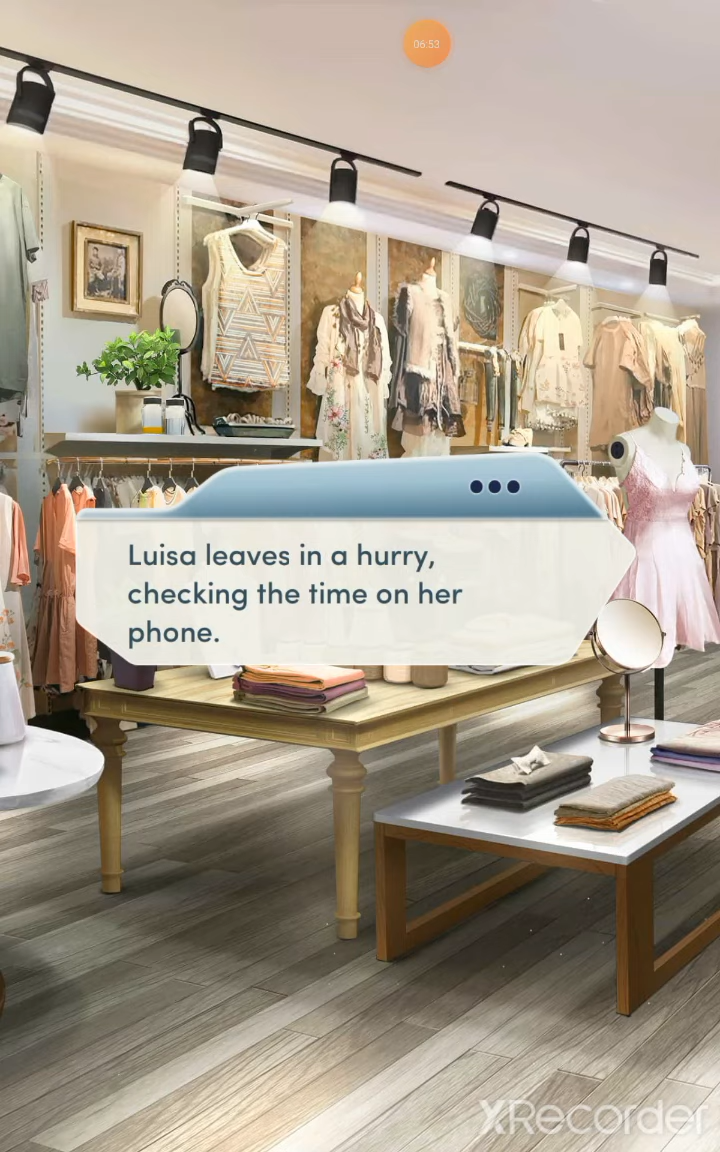 06:53
Luisa leaves in a hurry,
checking the time on her
phone.
XRecorder